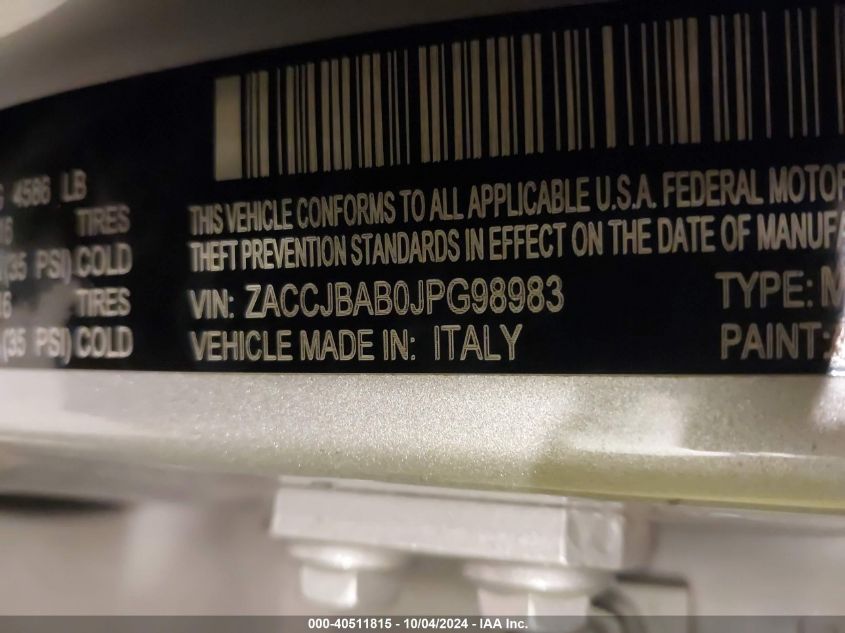 4586 LB
TIRES
(35 PSI) COLD
TIRES
(35 PSI) COLD
THIS VEHICLE CONFORMS TO ALL APPLICABLE U.S.A. FEDERAL MOTOR
THEFT PREVENTION STANDARDS IN EFFECT ON THE DATE OF MANUFA
VIN: ZACCJBAB0JPG98983 TYPE: M
VEHICLE MADE IN: ITALY PAINT:
000-40511815 - 10/04/2024 - IAA Inc.